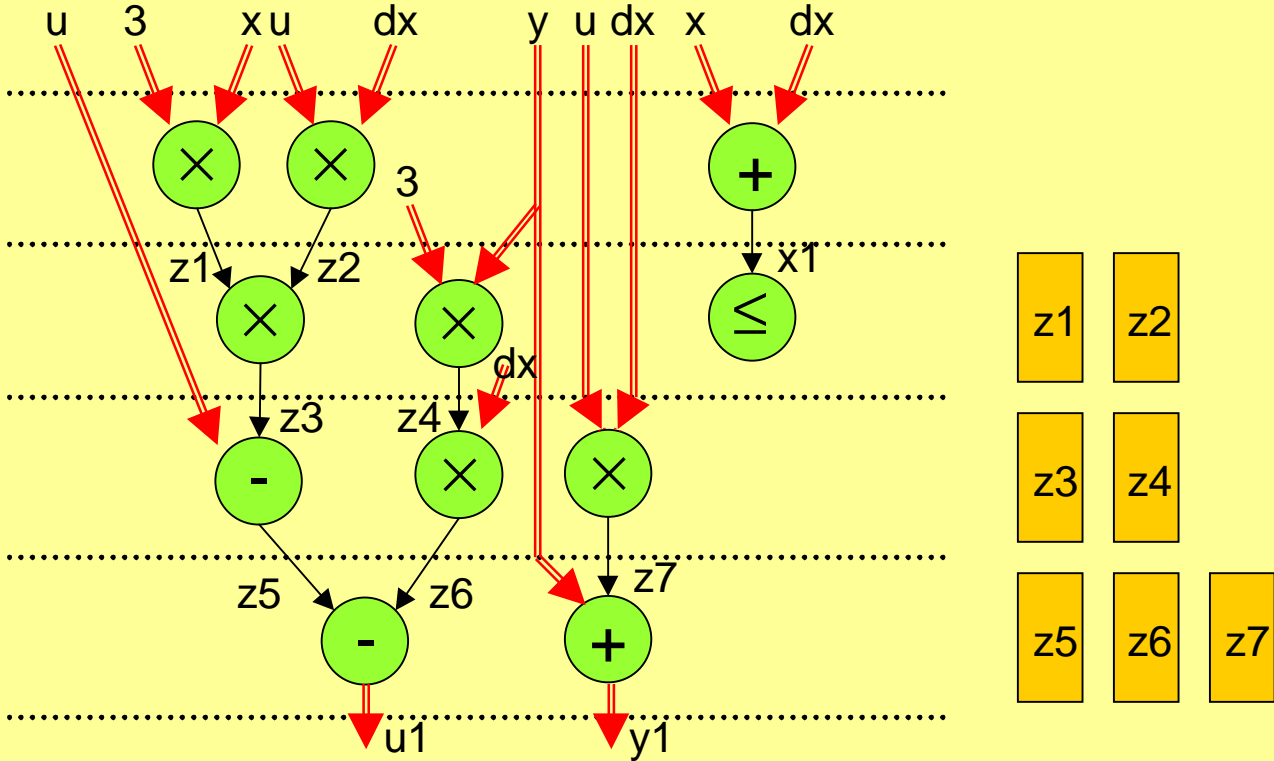 u 3 x u dx y u dx x dx
× × +
3
z1 z2 x1
× × ≤ z1 z2
dx
z3 z4
- × × z3 z4
z5 z6 z7
- + z5 z6 z7
u1 y1